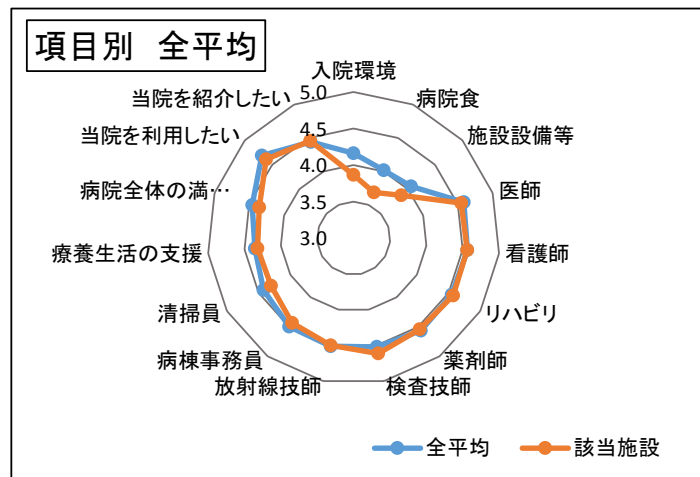 項目別 全平均
入院環境
病院食
施設設備等
医師
看護師
リハビリ
薬剤師
検査技師
放射線技師
病棟事務員
清掃員
療養生活の支援
病院全体の満…
当院を利用したい
当院を紹介したい
5.0
4.5
4.0
3.5
3.0
全平均 該当施設